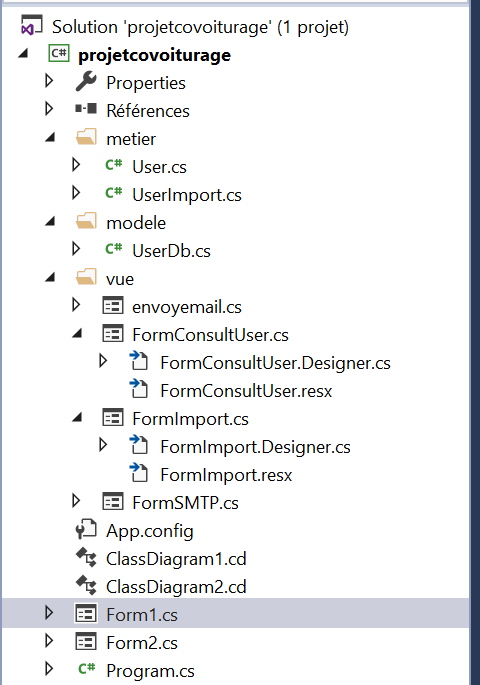 Solution 'projetcovoiturage' (1 projet)
C# projetcovoiturage
Properties
Références
metier
C# User.cs
C# UserImport.cs
modele
C# UserDb.cs
vue
envoyemail.cs
FormConsultUser.cs
FormConsultUser.Designer.cs
FormConsultUser.resx
FormImport.cs
FormImport.Designer.cs
FormImport.resx
FormSMTP.cs
App.config
ClassDiagram1.cd
ClassDiagram2.cd
Form1.cs
Form2.cs
C# Program.cs